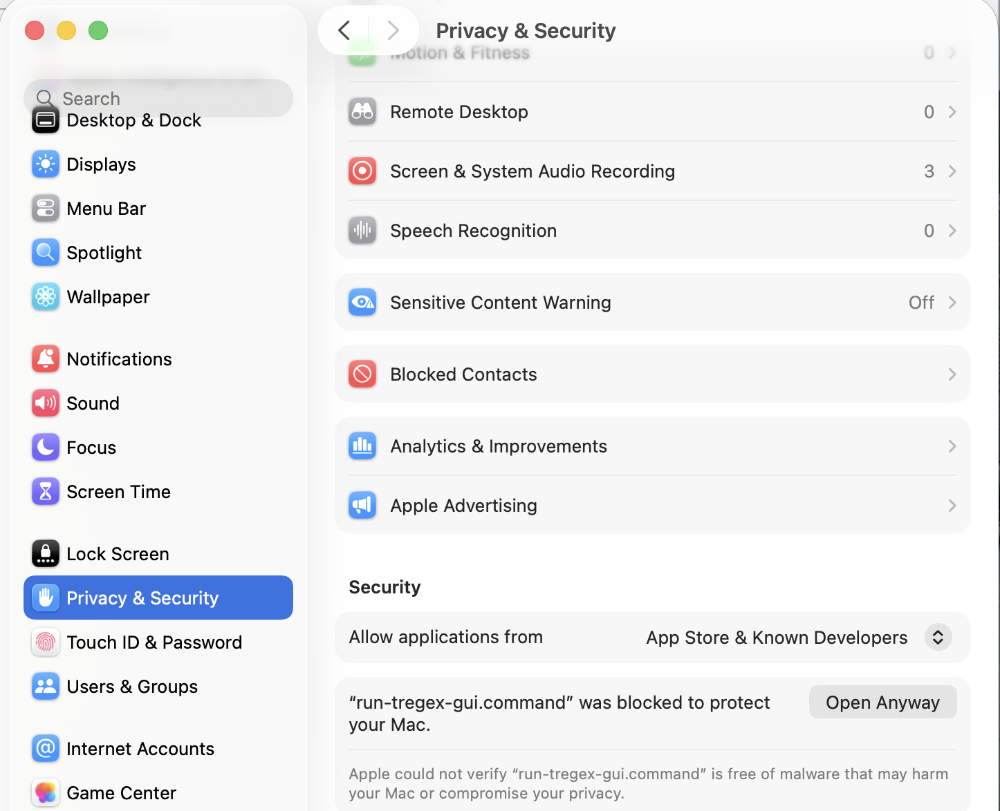 Privacy & Security
Search
Desktop & Dock
Displays
Menu Bar
Spotlight
Wallpaper
Notifications
Sound
Focus
Screen Time
Lock Screen
Privacy & Security
Touch ID & Password
Users & Groups
Internet Accounts
Game Center
Motion & Fitness 0
Remote Desktop 0
Screen & System Audio Recording 3
Speech Recognition 0
Sensitive Content Warning Off
Blocked Contacts
Analytics & Improvements
Apple Advertising
Security
Allow applications from App Store & Known Developers
“run-tregex-gui.command” was blocked to protect
your Mac.
Open Anyway
Apple could not verify “run-tregex-gui.command” is free of malware that may harm
your Mac or compromise your privacy.